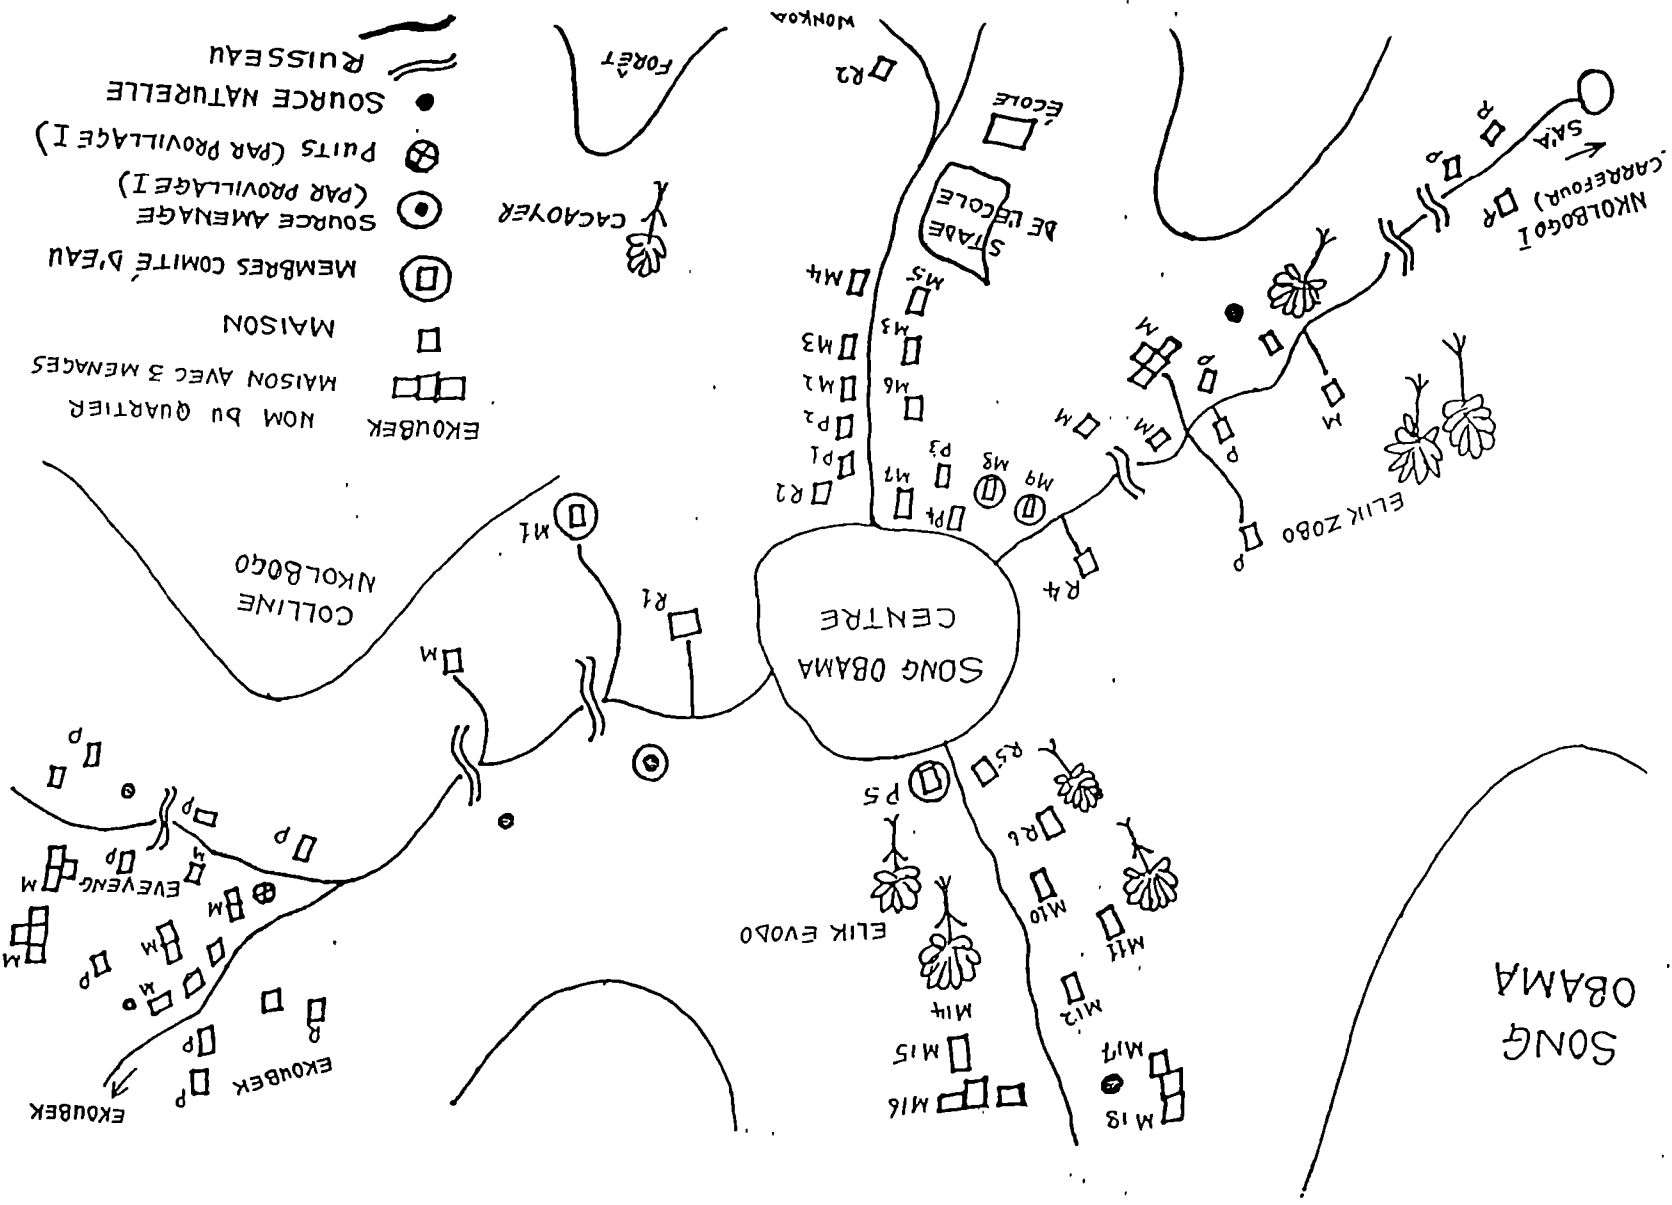 SONG
OBAMA
EKOUBEK
EKOUBEK
P
P
R
M16
M18
M15
M17
M14
M12
M
P
M
M
M
ELIK EVODO
M11
M10
M
EVEVENG
P
M
M
P
P
R6
P5
R5
P
SONG OBAMA
CENTRE
M
R1
COLLINE
NKOLBOGO
M1
R4
P
ELIK ZOBO
P4
M9
M8
M7
P3
R2
P1
P2
M2
M3
M4
M6
M3
M5
M
M
P
M
M
P
EKOUBEK NOM DU QUARTIER
MAISON AVEC 3 MENAGES
MAISON
MEMBRES COMITÉ D'EAU
SOURCE AMENAGE
(PAR PROVILLAGE I)
PUITS (PAR PROVILLAGE I)
SOURCE NATURELLE
RUISSEAU
CACAOYER
STADE
DE L'ECOLE
NKOLBOGO I
CARREFOUR)
R
P
R
SA'A
ÉCOLE
R2
FORÊT
NONKOA